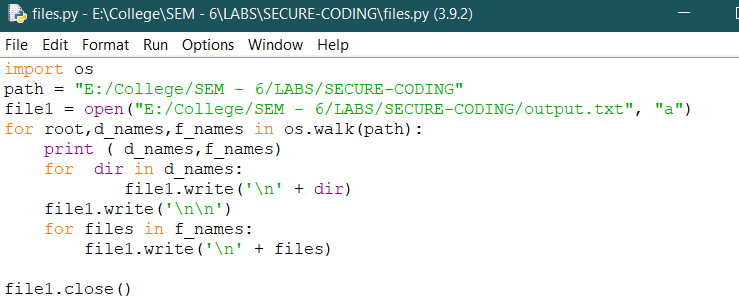 files.py - E:\College\SEM - 6\LABS\SECURE-CODING\files.py (3.9.2)
File Edit Format Run Options Window Help
import os
path = "E:/College/SEM - 6/LABS/SECURE-CODING"
file1 = open("E:/College/SEM - 6/LABS/SECURE-CODING/output.txt", "a")
for root,d_names,f_names in os.walk(path):
    print ( d_names,f_names)
    for  dir in d_names:
            file1.write('\n' + dir)
    file1.write('\n\n')
    for files in f_names:
        file1.write('\n' + files)
file1.close()